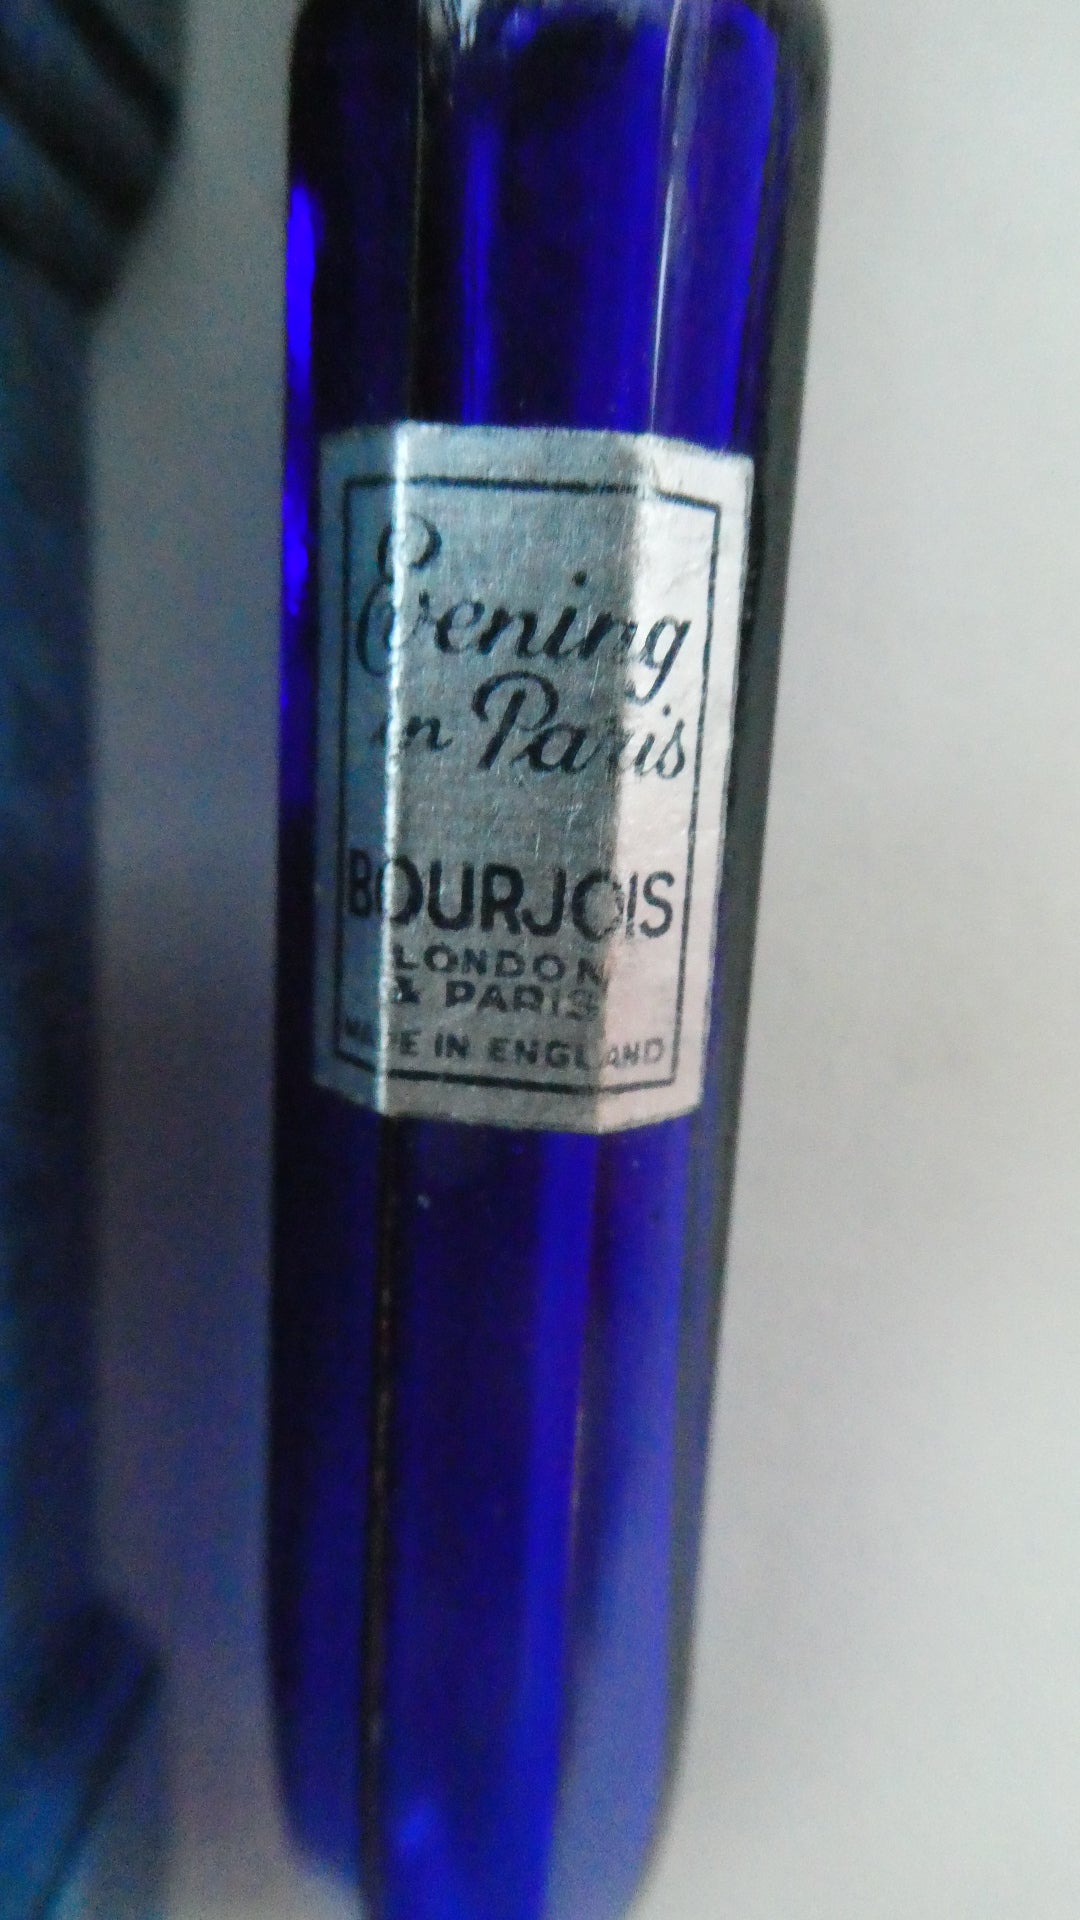 Evening
in Paris
BOURJOIS
LONDON
& PARIS
MADE IN ENGLAND